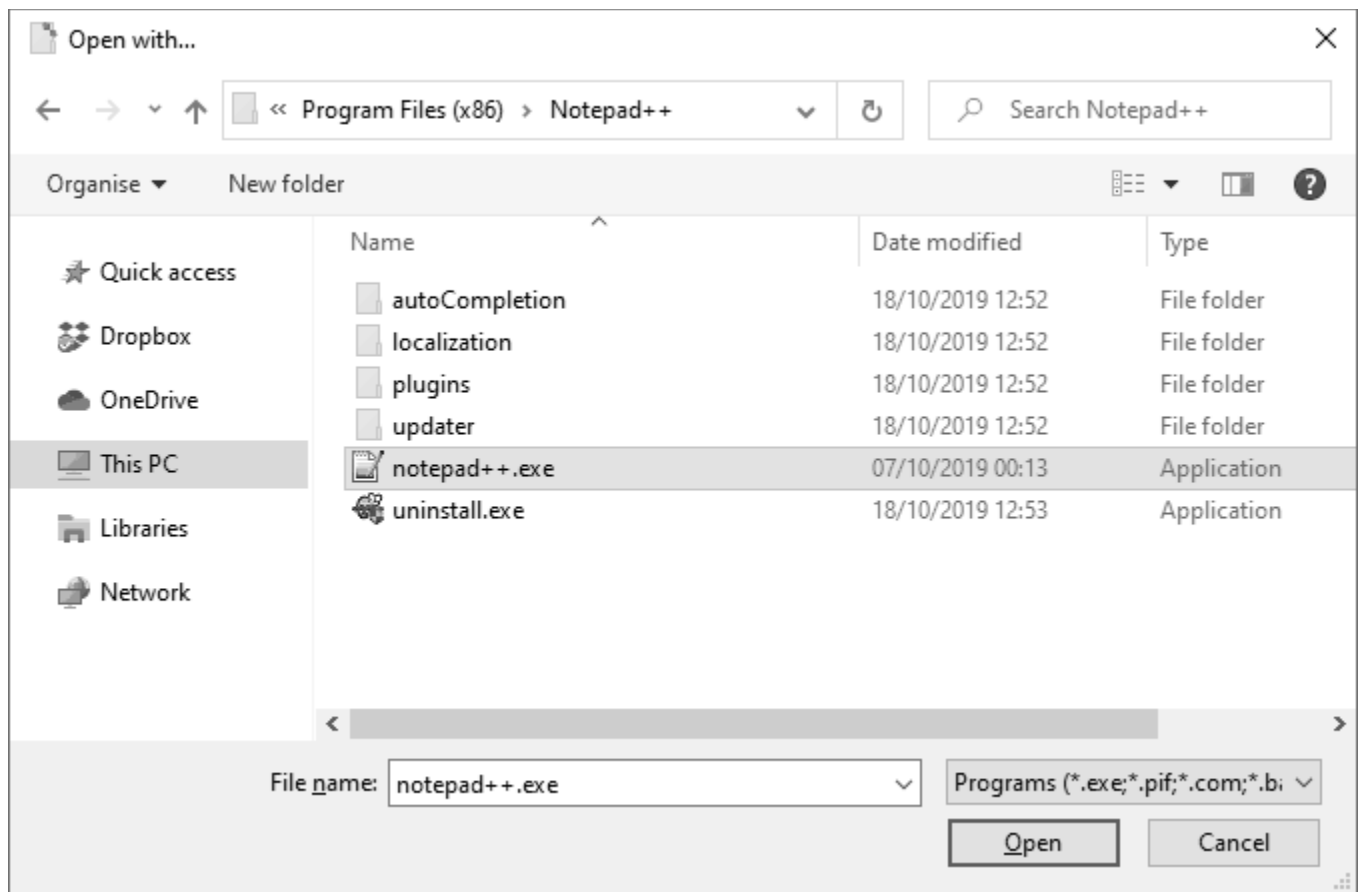 Open with...
« Program Files (x86) › Notepad++
Search Notepad++
Organise
New folder
Name Date modified Type
Quick access
Dropbox
OneDrive
This PC
Libraries
Network
autoCompletion 18/10/2019 12:52 File folder
localization 18/10/2019 12:52 File folder
plugins 18/10/2019 12:52 File folder
updater 18/10/2019 12:52 File folder
notepad++.exe 07/10/2019 00:13 Application
uninstall.exe 18/10/2019 12:53 Application
File name: notepad++.exe
Programs (*.exe;*.pif;*.com;*.ba
Open Cancel